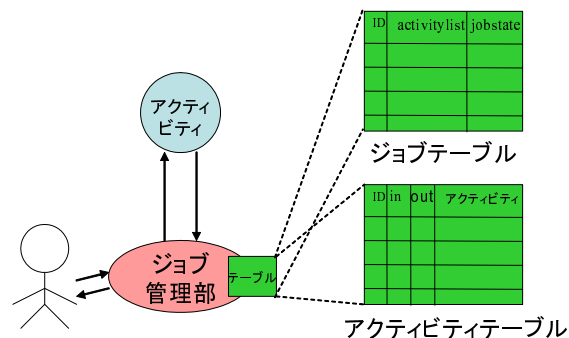 ID activitylist jobstate
アクティ
ビティ
ジョブテーブル
ID in out アクティビティ
ジョブ
管理部
テーブル
アクティビティテーブル